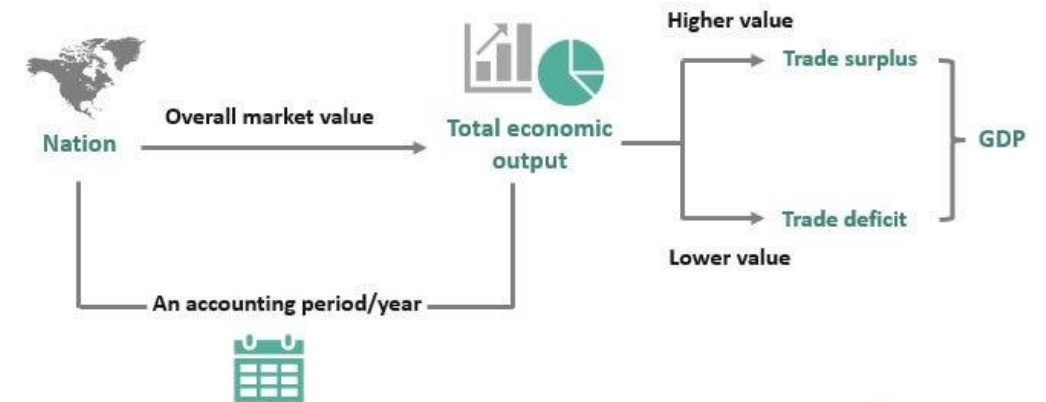 Higher value
Trade surplus
Overall market value
Nation
Total economic
output
GDP
Trade deficit
Lower value
An accounting period/year